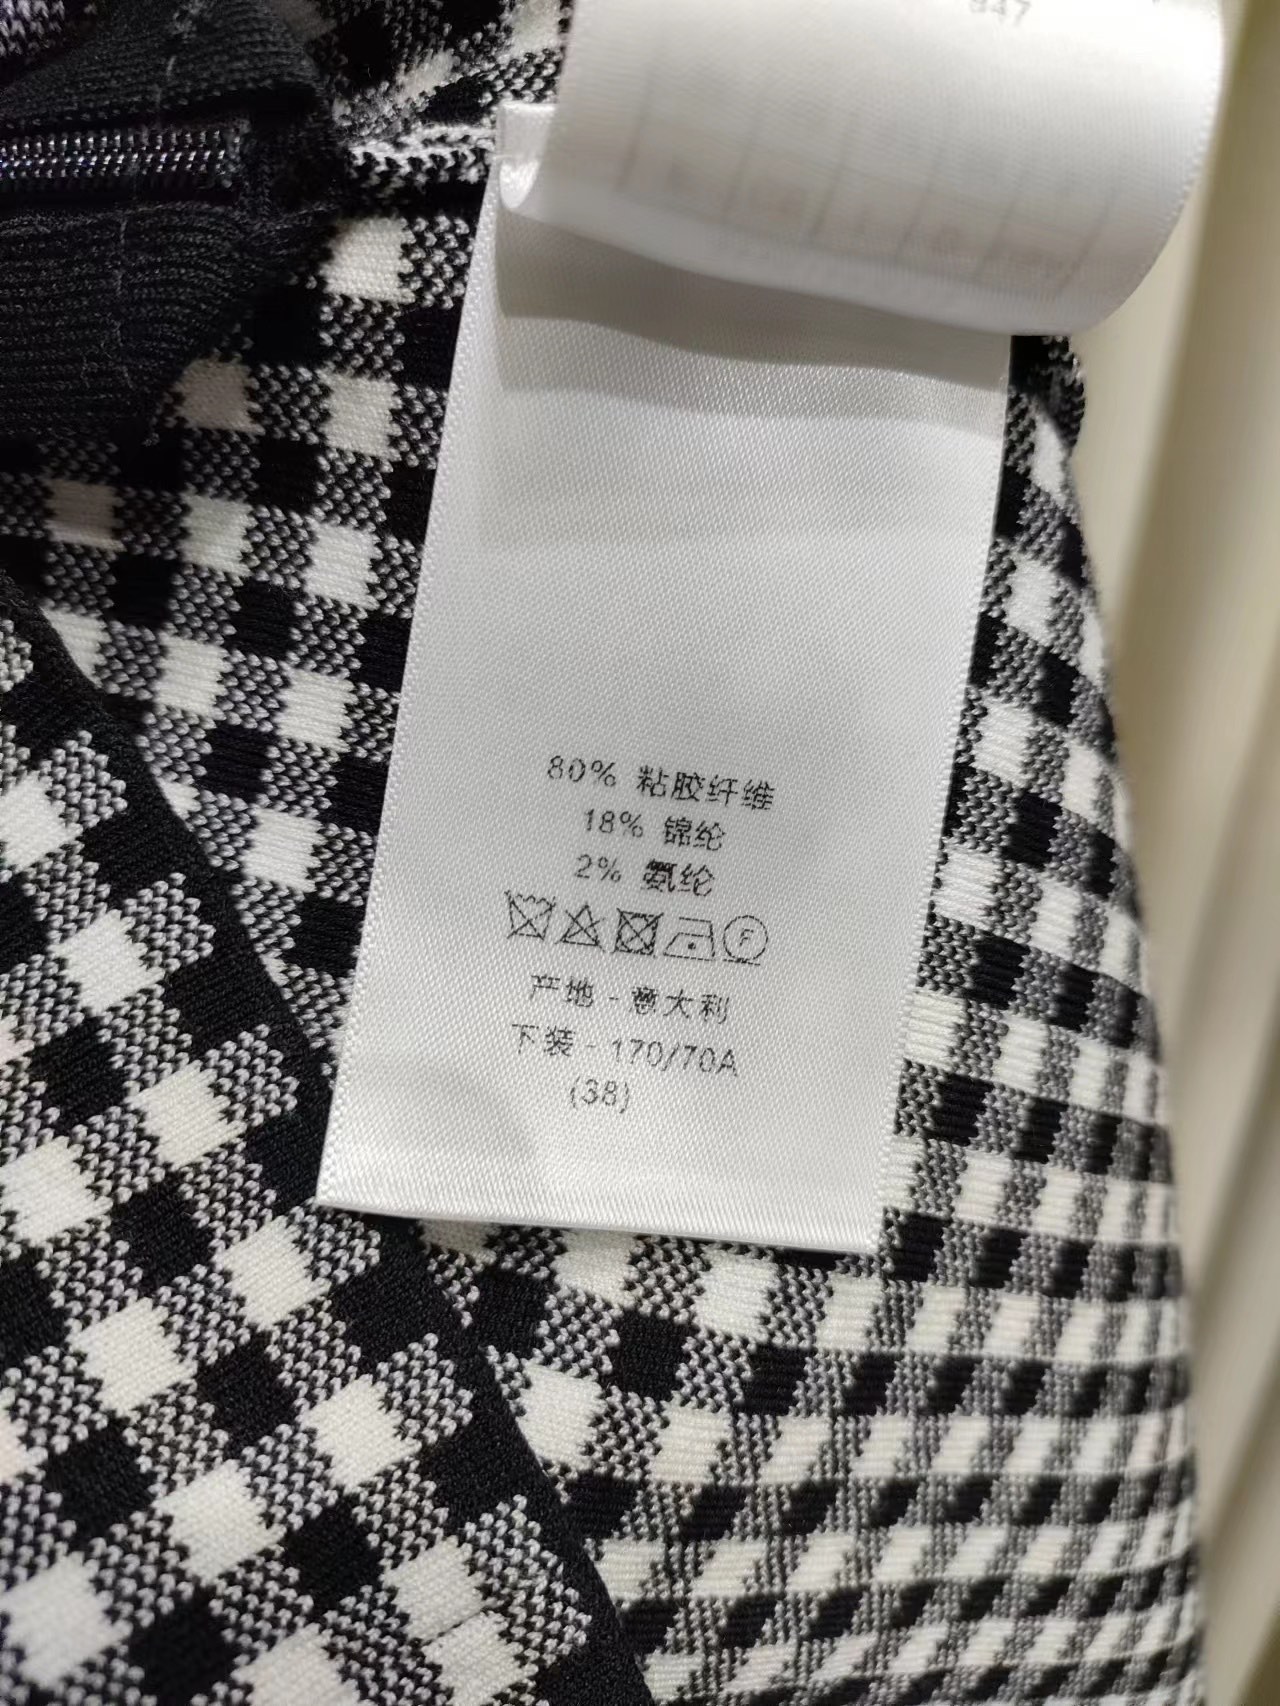 847
80% 粘胶纤维
18% 锦纶
2% 氨纶
F
产地 - 意大利
下装 - 170/70A
(38)